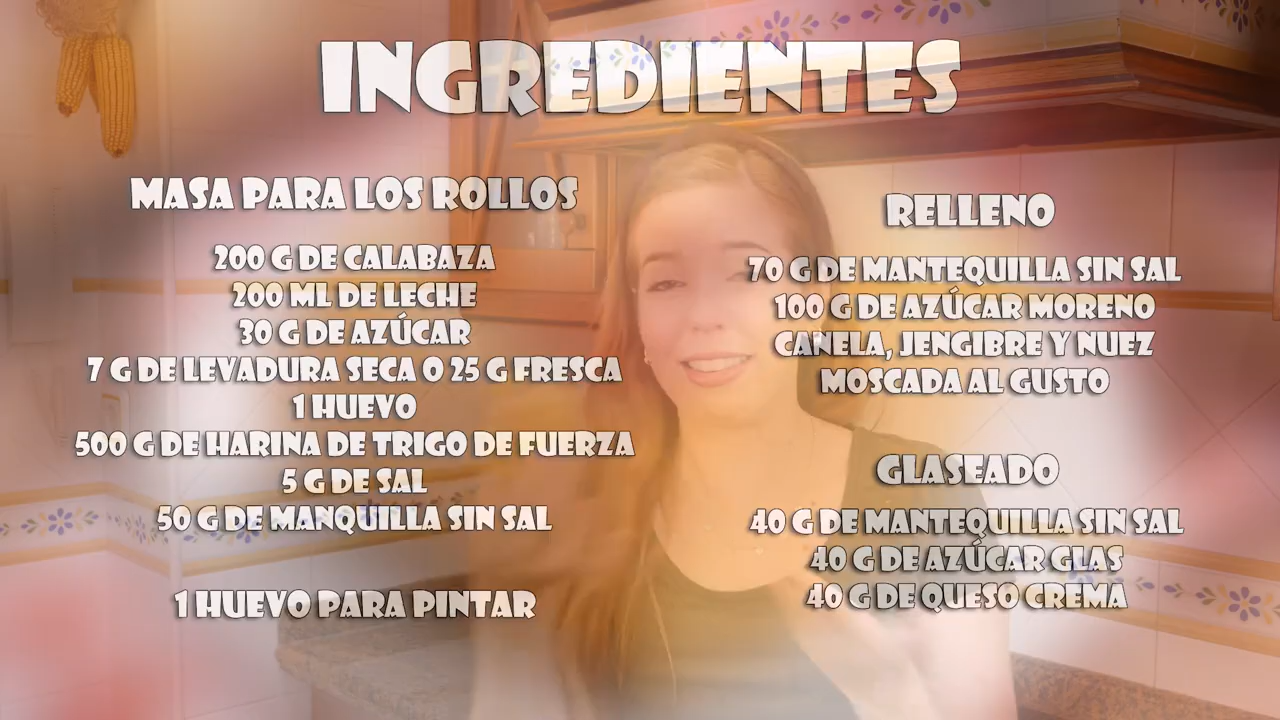 INGREDIENTES
MASA PARA LOS ROLLOS
200 G DE CALABAZA
200 ML DE LECHE
30 G DE AZÚCAR
7 G DE LEVADURA SECA O 25 G FRESCA
1 HUEVO
500 G DE HARINA DE TRIGO DE FUERZA
5 G DE SAL
50 G DE MANQUILLA SIN SAL
1 HUEVO PARA PINTAR
RELLENO
70 G DE MANTEQUILLA SIN SAL
100 G DE AZÚCAR MORENO
CANELA, JENGIBRE Y NUEZ
MOSCADA AL GUSTO
GLASEADO
40 G DE MANTEQUILLA SIN SAL
40 G DE AZÚCAR GLAS
40 G DE QUESO CREMA